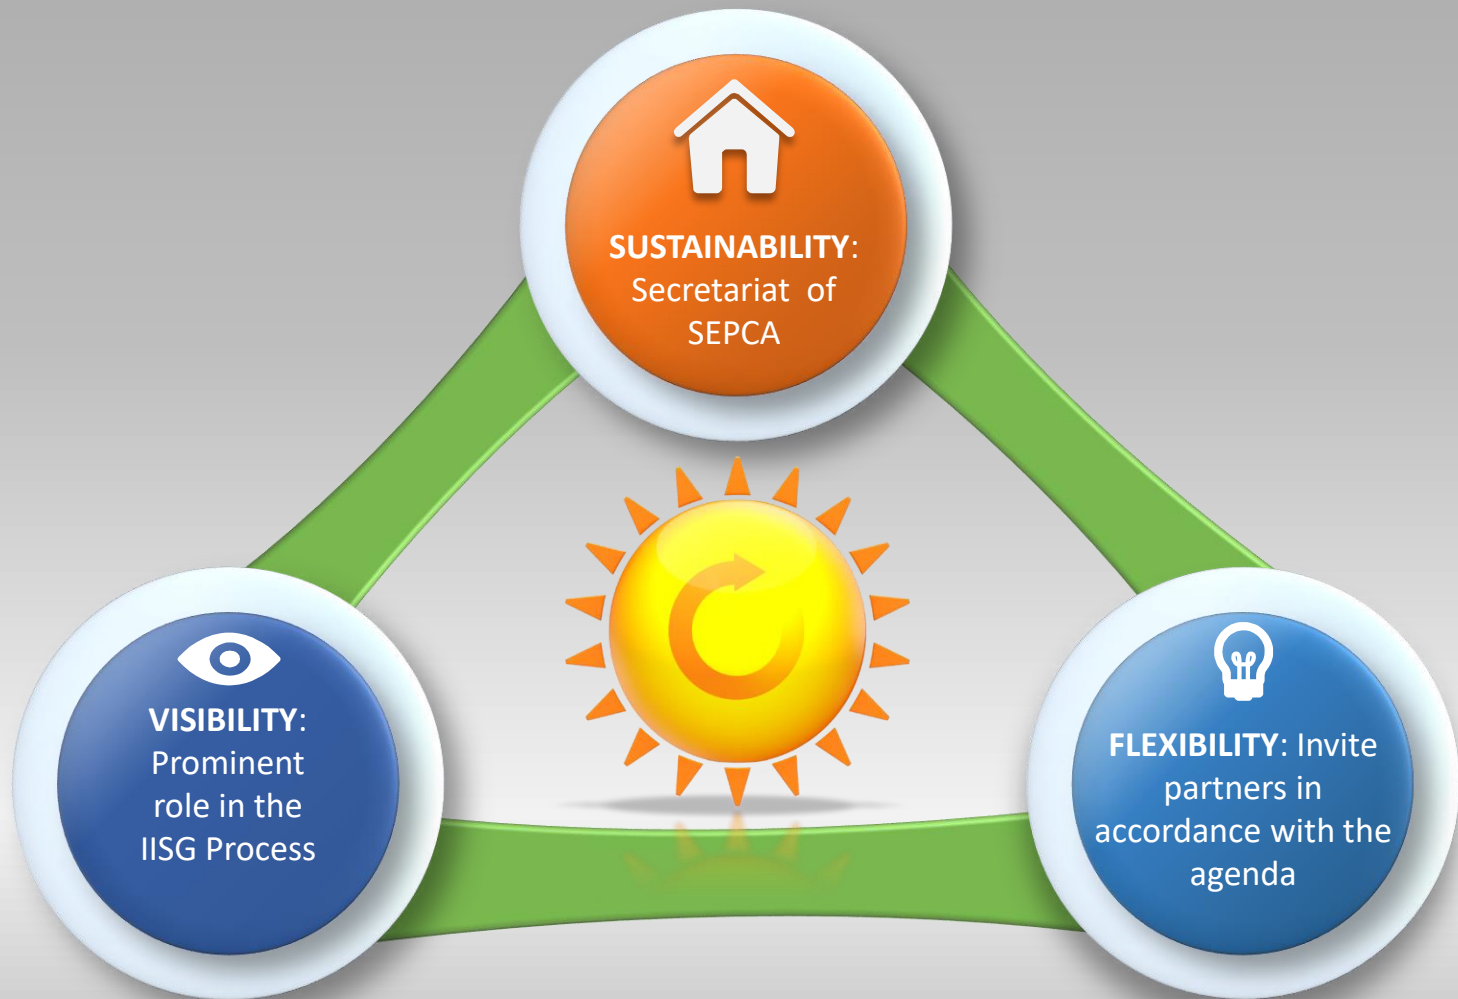 SUSTAINABILITY:
Secretariat of
SEPCA
VISIBILITY:
Prominent
role in the
IISG Process
FLEXIBILITY: Invite
partners in
accordance with the
agenda